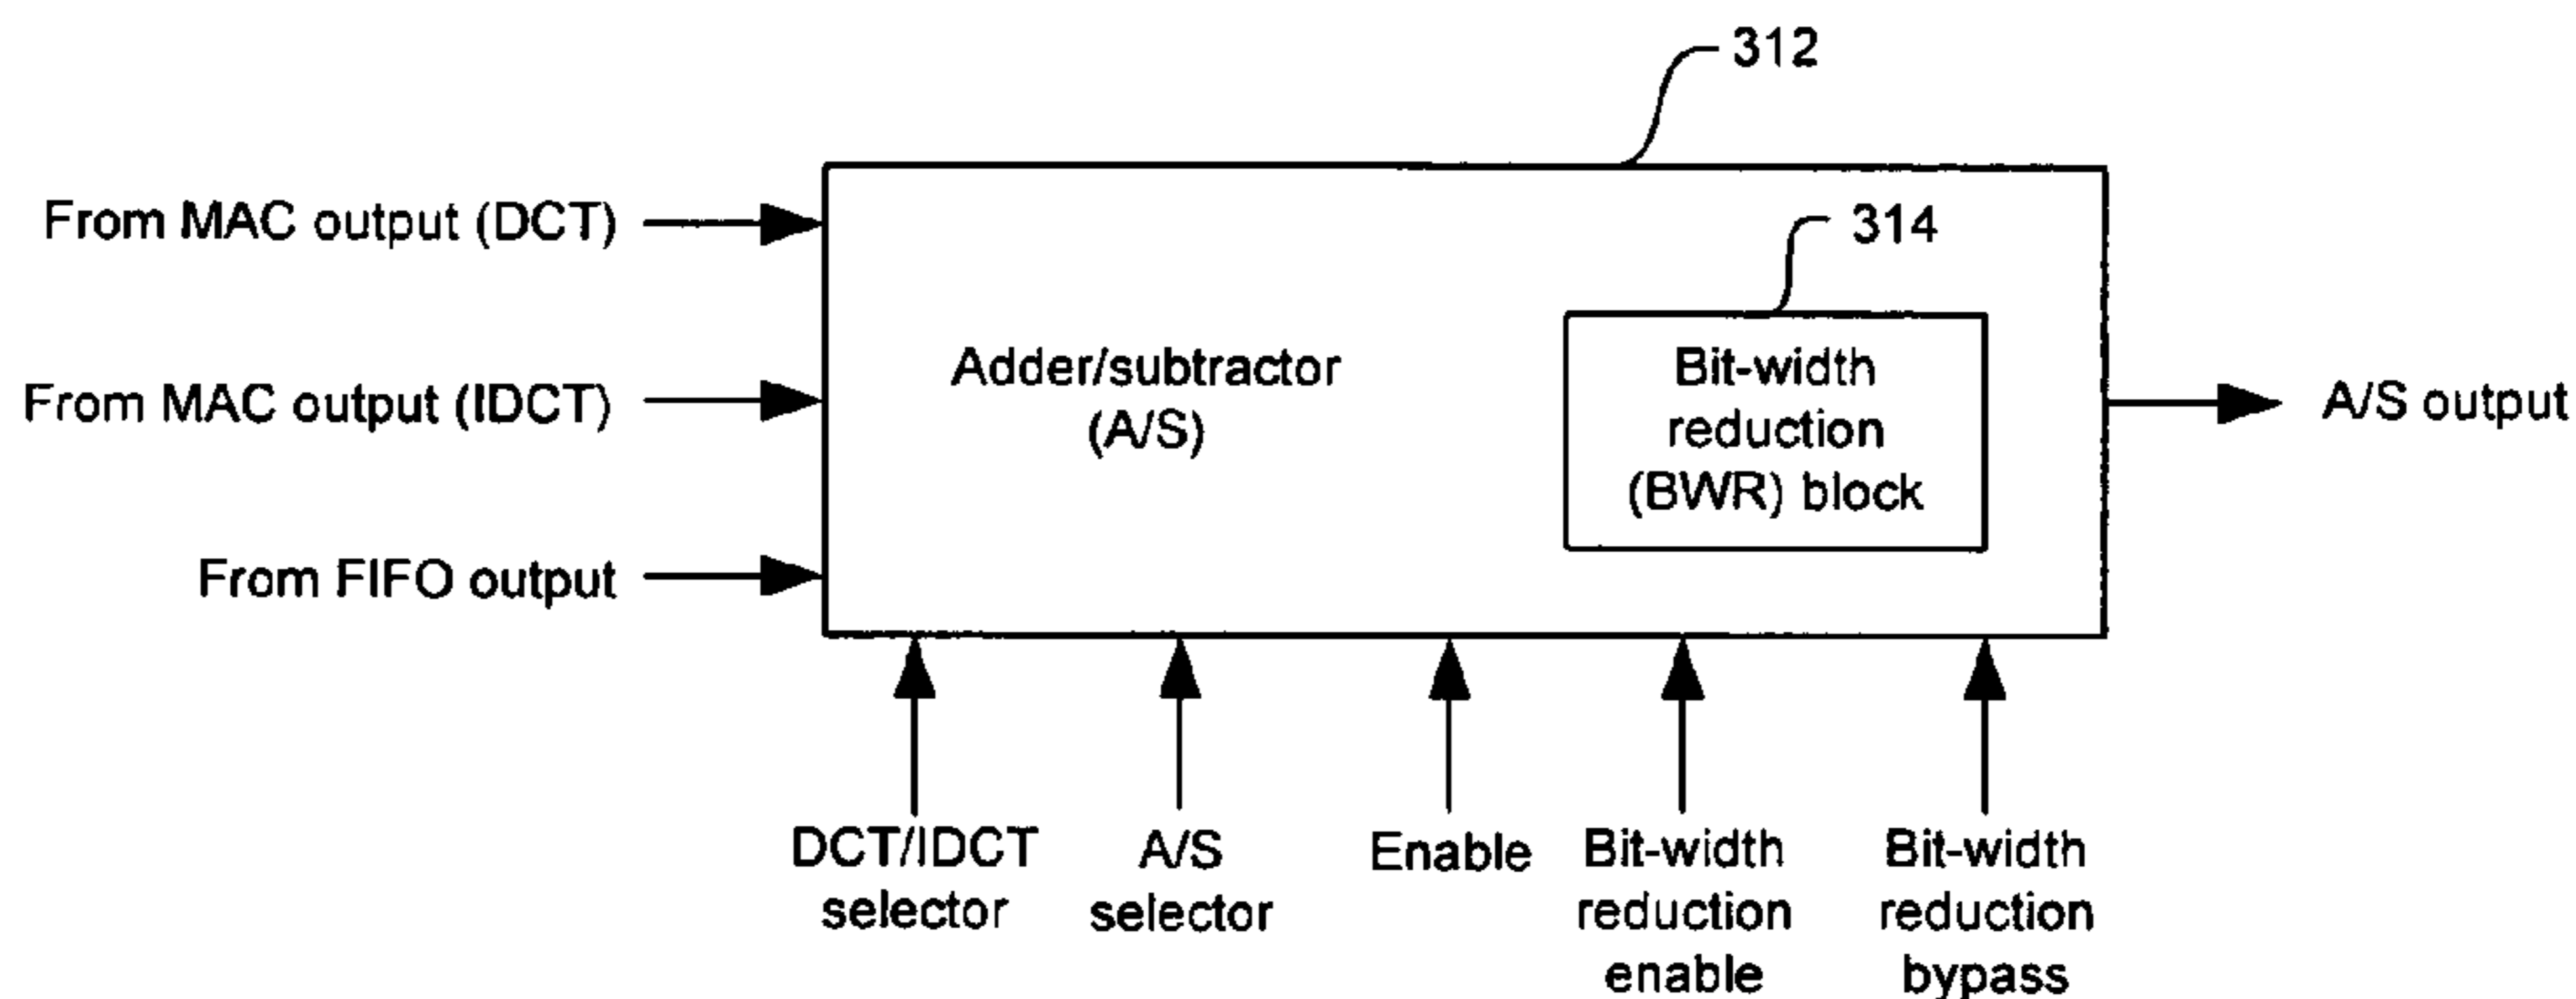 312
314
From MAC output (DCT)
From MAC output (IDCT)
From FIFO output
Adder/subtractor
(A/S)
Bit-width
reduction
(BWR) block
A/S output
DCT/IDCT
selector
A/S
selector
Enable
Bit-width
reduction
enable
Bit-width
reduction
bypass